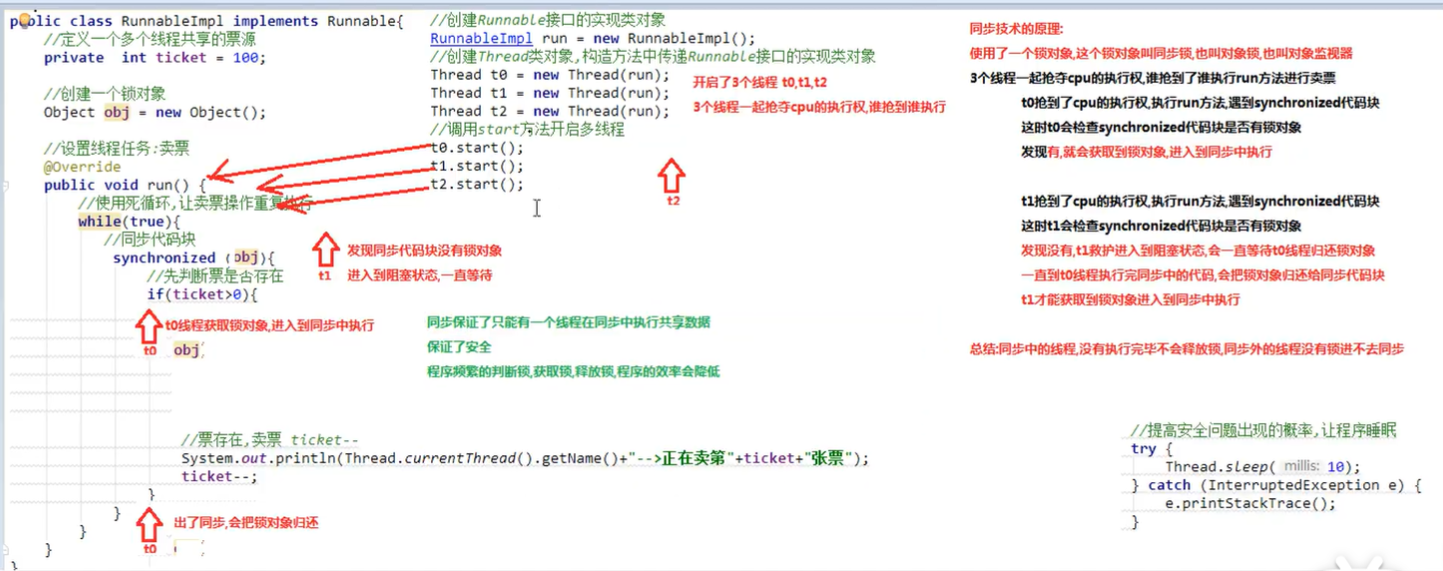 public class RunnableImpl implements Runnable{
//定义一个多个线程共享的票源
private int ticket = 100;
//创建一个锁对象
Object obj = new Object();
//设置线程任务:卖票
@Override
public void run() {
//使用死循环,让卖票操作重复执行
while(true){
//同步代码块
synchronized (obj){
//先判断票是否存在
if(ticket>0){
t0线程获取锁对象,进入到同步中执行
t0
obj
//票存在,卖票 ticket--
System.out.println(Thread.currentThread().getName()+"-->正在卖第"+ticket+"张票");
ticket--;
}
}
出了同步,会把锁对象归还
t0
}
}
}
//创建Runnable接口的实现类对象
RunnableImpl run = new RunnableImpl();
//创建Thread类对象,构造方法中传递Runnable接口的实现类对象
Thread t0 = new Thread(run);
Thread t1 = new Thread(run);
Thread t2 = new Thread(run);
//调用start方法开启多线程
t0.start();
t1.start();
t2.start();
开启了3个线程 t0,t1,t2
3个线程一起抢夺cpu的执行权,谁抢到谁执行
t2
发现同步代码块没有锁对象
t1
进入到阻塞状态,一直等待
同步保证了只能有一个线程在同步中执行共享数据
保证了安全
程序频繁的判断锁,获取锁,释放锁,程序的效率会降低
同步技术的原理:
使用了一个锁对象,这个锁对象叫同步锁,也叫对象锁,也叫对象监视器
3个线程一起抢夺cpu的执行权,谁抢到了谁执行run方法进行卖票
t0抢到了cpu的执行权,执行run方法,遇到synchronized代码块
这时t0会检查synchronized代码块是否有锁对象
发现有,就会获取到锁对象,进入到同步中执行
t1抢到了cpu的执行权,执行run方法,遇到synchronized代码块
这时t1会检查synchronized代码块是否有锁对象
发现没有,t1救护进入到阻塞状态,会一直等待t0线程归还锁对象
一直到t0线程执行完同步中的代码,会把锁对象归还给同步代码块
t1才能获取到锁对象进入到同步中执行
总结:同步中的线程,没有执行完毕不会释放锁,同步外的线程没有锁进不去同步
//提高安全问题出现的概率,让程序睡眠
try {
Thread.sleep( millis: 10);
} catch (InterruptedException e) {
e.printStackTrace();
}